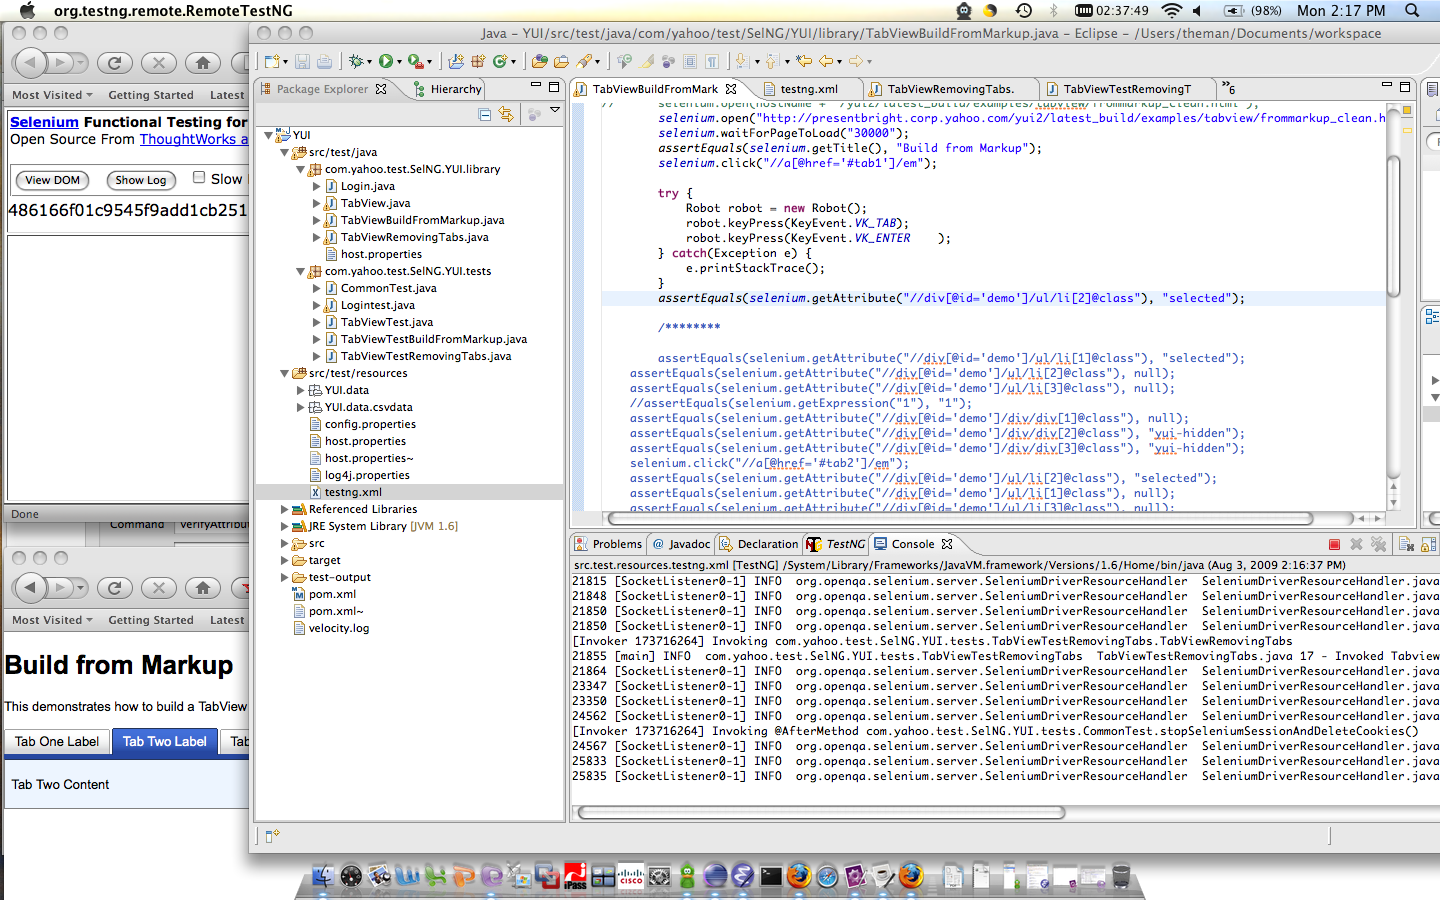 org.testng.remote.RemoteTestNG
02:37:49
(98%)
Mon 2:17 PM
Most Visited
Getting Started
Latest
Selenium Functional Testing for
Open Source From ThoughtWorks a
View DOM
Show Log
Slow
486166f01c9545f9add1cb251
Done
Command
verifyAttribut
Most Visited
Getting Started
Latest
Build from Markup
This demonstrates how to build a TabView
Tab One Label
Tab Two Label
Tab
Tab Two Content
Java – YUI/src/test/java/com/yahoo/test/SelNG/YUI/library/TabViewBuildFromMarkup.java – Eclipse – /Users/theman/Documents/workspace
Package Explorer
Hierarchy
YUI
src/test/java
com.yahoo.test.SelNG.YUI.library
Login.java
TabView.java
TabViewBuildFromMarkup.java
TabViewRemovingTabs.java
host.properties
com.yahoo.test.SelNG.YUI.tests
CommonTest.java
Logintest.java
TabViewTest.java
TabViewTestBuildFromMarkup.java
TabViewTestRemovingTabs.java
src/test/resources
YUI.data
YUI.data.csvdata
config.properties
host.properties
host.properties~
log4j.properties
testng.xml
Referenced Libraries
JRE System Library [JVM 1.6]
src
target
test-output
pom.xml
pom.xml~
velocity.log
TabViewBuildFromMark
testng.xml
TabViewRemovingTabs.
TabViewTestRemovingT
»6
// selenium.open(hostName + "/yui2/latest_build/examples/tabview/frommarkup_clean.html");
selenium.open("http://presentbright.corp.yahoo.com/yui2/latest_build/examples/tabview/frommarkup_clean.h
selenium.waitForPageToLoad("30000");
assertEquals(selenium.getTitle(), "Build from Markup");
selenium.click("//a[@href='#tab1']/em");
try {
Robot robot = new Robot();
robot.keyPress(KeyEvent.VK_TAB);
robot.keyPress(KeyEvent.VK_ENTER );
} catch(Exception e) {
e.printStackTrace();
}
assertEquals(selenium.getAttribute("//div[@id='demo']/ul/li[2]@class"), "selected");
/********
assertEquals(selenium.getAttribute("//div[@id='demo']/ul/li[1]@class"), "selected");
assertEquals(selenium.getAttribute("//div[@id='demo']/ul/li[2]@class"), null);
assertEquals(selenium.getAttribute("//div[@id='demo']/ul/li[3]@class"), null);
//assertEquals(selenium.getExpression("1"), "1");
assertEquals(selenium.getAttribute("//div[@id='demo']/div/div[1]@class"), null);
assertEquals(selenium.getAttribute("//div[@id='demo']/div/div[2]@class"), "yui-hidden");
assertEquals(selenium.getAttribute("//div[@id='demo']/div/div[3]@class"), "yui-hidden");
selenium.click("//a[@href='#tab2']/em");
assertEquals(selenium.getAttribute("//div[@id='demo']/ul/li[2]@class"), "selected");
assertEquals(selenium.getAttribute("//div[@id='demo']/ul/li[1]@class"), null);
assertEquals(selenium.getAttribute("//div[@id='demo']/ul/li[3]@class"), null);
Problems
Javadoc
Declaration
TestNG
Console
src.test.resources.testng.xml [TestNG] /System/Library/Frameworks/JavaVM.framework/Versions/1.6/Home/bin/java (Aug 3, 2009 2:16:37 PM)
21815 [SocketListener0-1] INFO org.openqa.selenium.server.SeleniumDriverResourceHandler SeleniumDriverResourceHandler.java
21848 [SocketListener0-1] INFO org.openqa.selenium.server.SeleniumDriverResourceHandler SeleniumDriverResourceHandler.java
21850 [SocketListener0-1] INFO org.openqa.selenium.server.SeleniumDriverResourceHandler SeleniumDriverResourceHandler.java
21850 [SocketListener0-1] INFO org.openqa.selenium.server.SeleniumDriverResourceHandler SeleniumDriverResourceHandler.java
[Invoker 173716264] Invoking com.yahoo.test.SelNG.YUI.tests.TabViewTestRemovingTabs.TabViewRemovingTabs
21855 [main] INFO com.yahoo.test.SelNG.YUI.tests.TabViewTestRemovingTabs TabViewTestRemovingTabs.java 17 - Invoked Tabview
21864 [SocketListener0-1] INFO org.openqa.selenium.server.SeleniumDriverResourceHandler SeleniumDriverResourceHandler.java
23347 [SocketListener0-1] INFO org.openqa.selenium.server.SeleniumDriverResourceHandler SeleniumDriverResourceHandler.java
23350 [SocketListener0-1] INFO org.openqa.selenium.server.SeleniumDriverResourceHandler SeleniumDriverResourceHandler.java
24562 [SocketListener0-1] INFO org.openqa.selenium.server.SeleniumDriverResourceHandler SeleniumDriverResourceHandler.java
[Invoker 173716264] Invoking @AfterMethod com.yahoo.test.SelNG.YUI.tests.CommonTest.stopSeleniumSessionAndDeleteCookies()
24567 [SocketListener0-1] INFO org.openqa.selenium.server.SeleniumDriverResourceHandler SeleniumDriverResourceHandler.java
25833 [SocketListener0-1] INFO org.openqa.selenium.server.SeleniumDriverResourceHandler SeleniumDriverResourceHandler.java
25835 [SocketListener0-1] INFO org.openqa.selenium.server.SeleniumDriverResourceHandler SeleniumDriverResourceHandler.java
iPass
CISCO